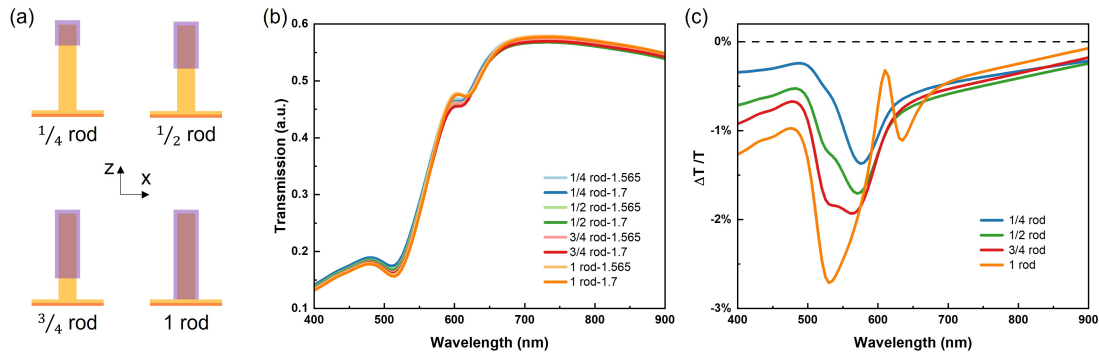 (a)
1/4 rod
1/2 rod
z
x
3/4 rod
1 rod
(b)
Transmission (a.u.)
0.6
0.5
0.4
0.3
0.2
0.1
1/4 rod-1.565
1/4 rod-1.7
1/2 rod-1.565
1/2 rod-1.7
3/4 rod-1.565
3/4 rod-1.7
1 rod-1.565
1 rod-1.7
400 500 600 700 800 900
Wavelength (nm)
(c)
ΔT/T
0%
-1%
-2%
-3%
1/4 rod
1/2 rod
3/4 rod
1 rod
400 500 600 700 800 900
Wavelength (nm)